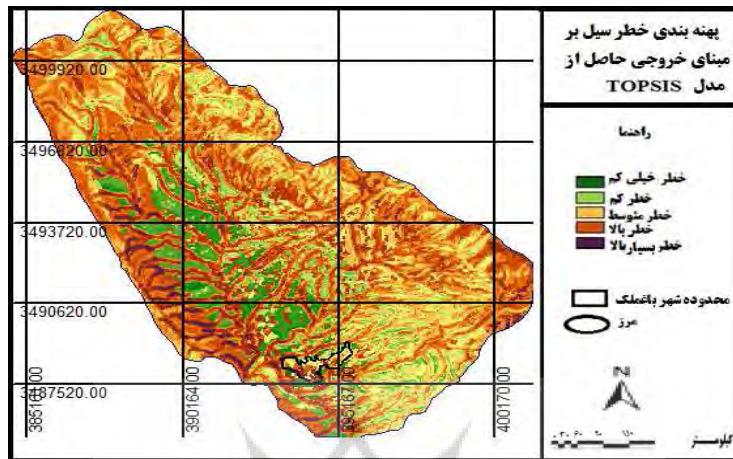 پهنه بندی خطر سیل بر
مبنای خروجی حاصل از
مدل TOPSIS
راهنما
خطر خیلی کم
خطر کم
خطر متوسط
خطر بالا
خطر بسیار بالا
محدوده شهر باغملک
مرز
N
کیلومتر
3499920.00
3493720.00
3490620.00
3487520.00
390164.00
400170.00